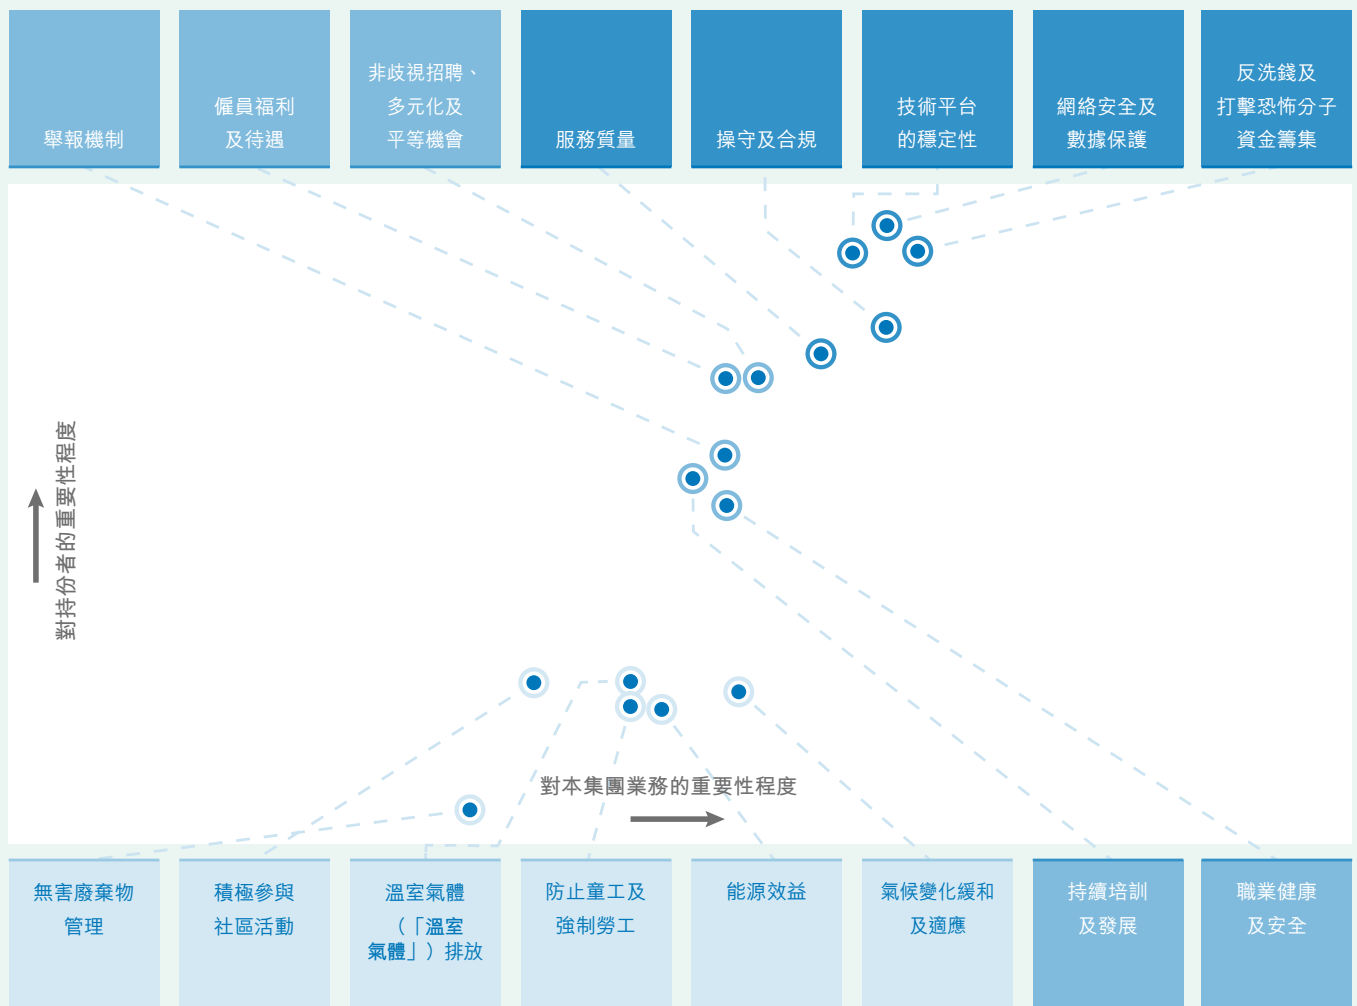 舉報機制
僱員福利
及待遇
非歧視招聘、
多元化及
平等機會
服務質量
操守及合規
技術平台
的穩定性
網絡安全及
數據保護
反洗錢及
打擊恐怖分子
資金籌集
對持份者的重要性程度
對本集團業務的重要性程度
無害廢棄物
管理
積極參與
社區活動
溫室氣體
（「溫室
氣體」）排放
防止童工及
強制勞工
能源效益
氣候變化緩和
及適應
持續培訓
及發展
職業健康
及安全